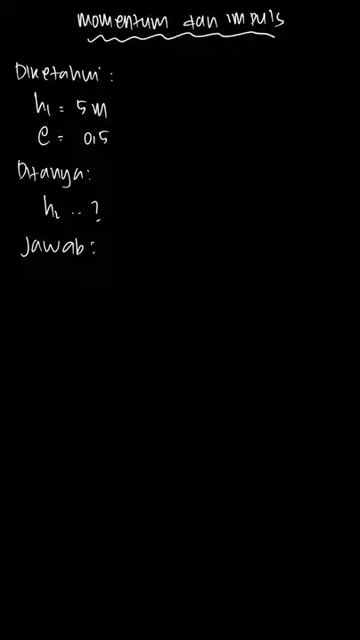 momentum dan impuls
Diketahui :
h₁ = 5 m
e = 0,5
Ditanya :
h₂ .. ?
Jawab :